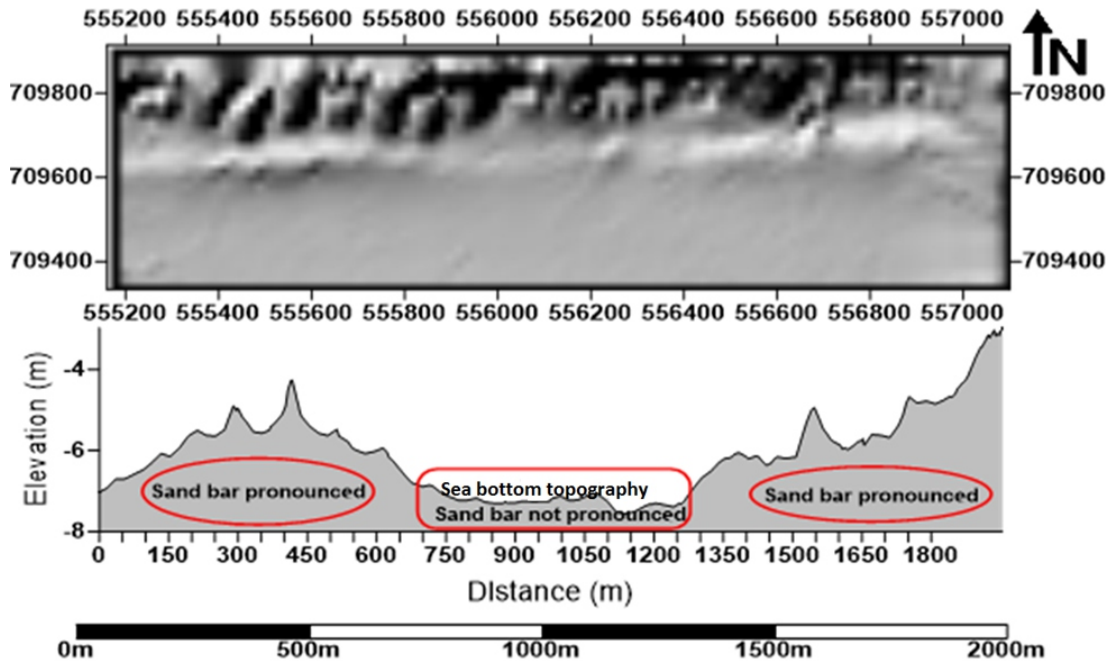 555200 555400 555600 555800 556000 556200 556400 556600 556800 557000
N
709800 709800
709600 709600
709400 709400
555200 555400 555600 555800 556000 556200 556400 556600 556800 557000
Elevation (m)
-4
-6
-8
Sand bar pronounced
Sea bottom topography
Sand bar not pronounced
Sand bar pronounced
0 150 300 450 600 750 900 1050 1200 1350 1500 1650 1800
DIstance (m)
0m 500m 1000m 1500m 2000m